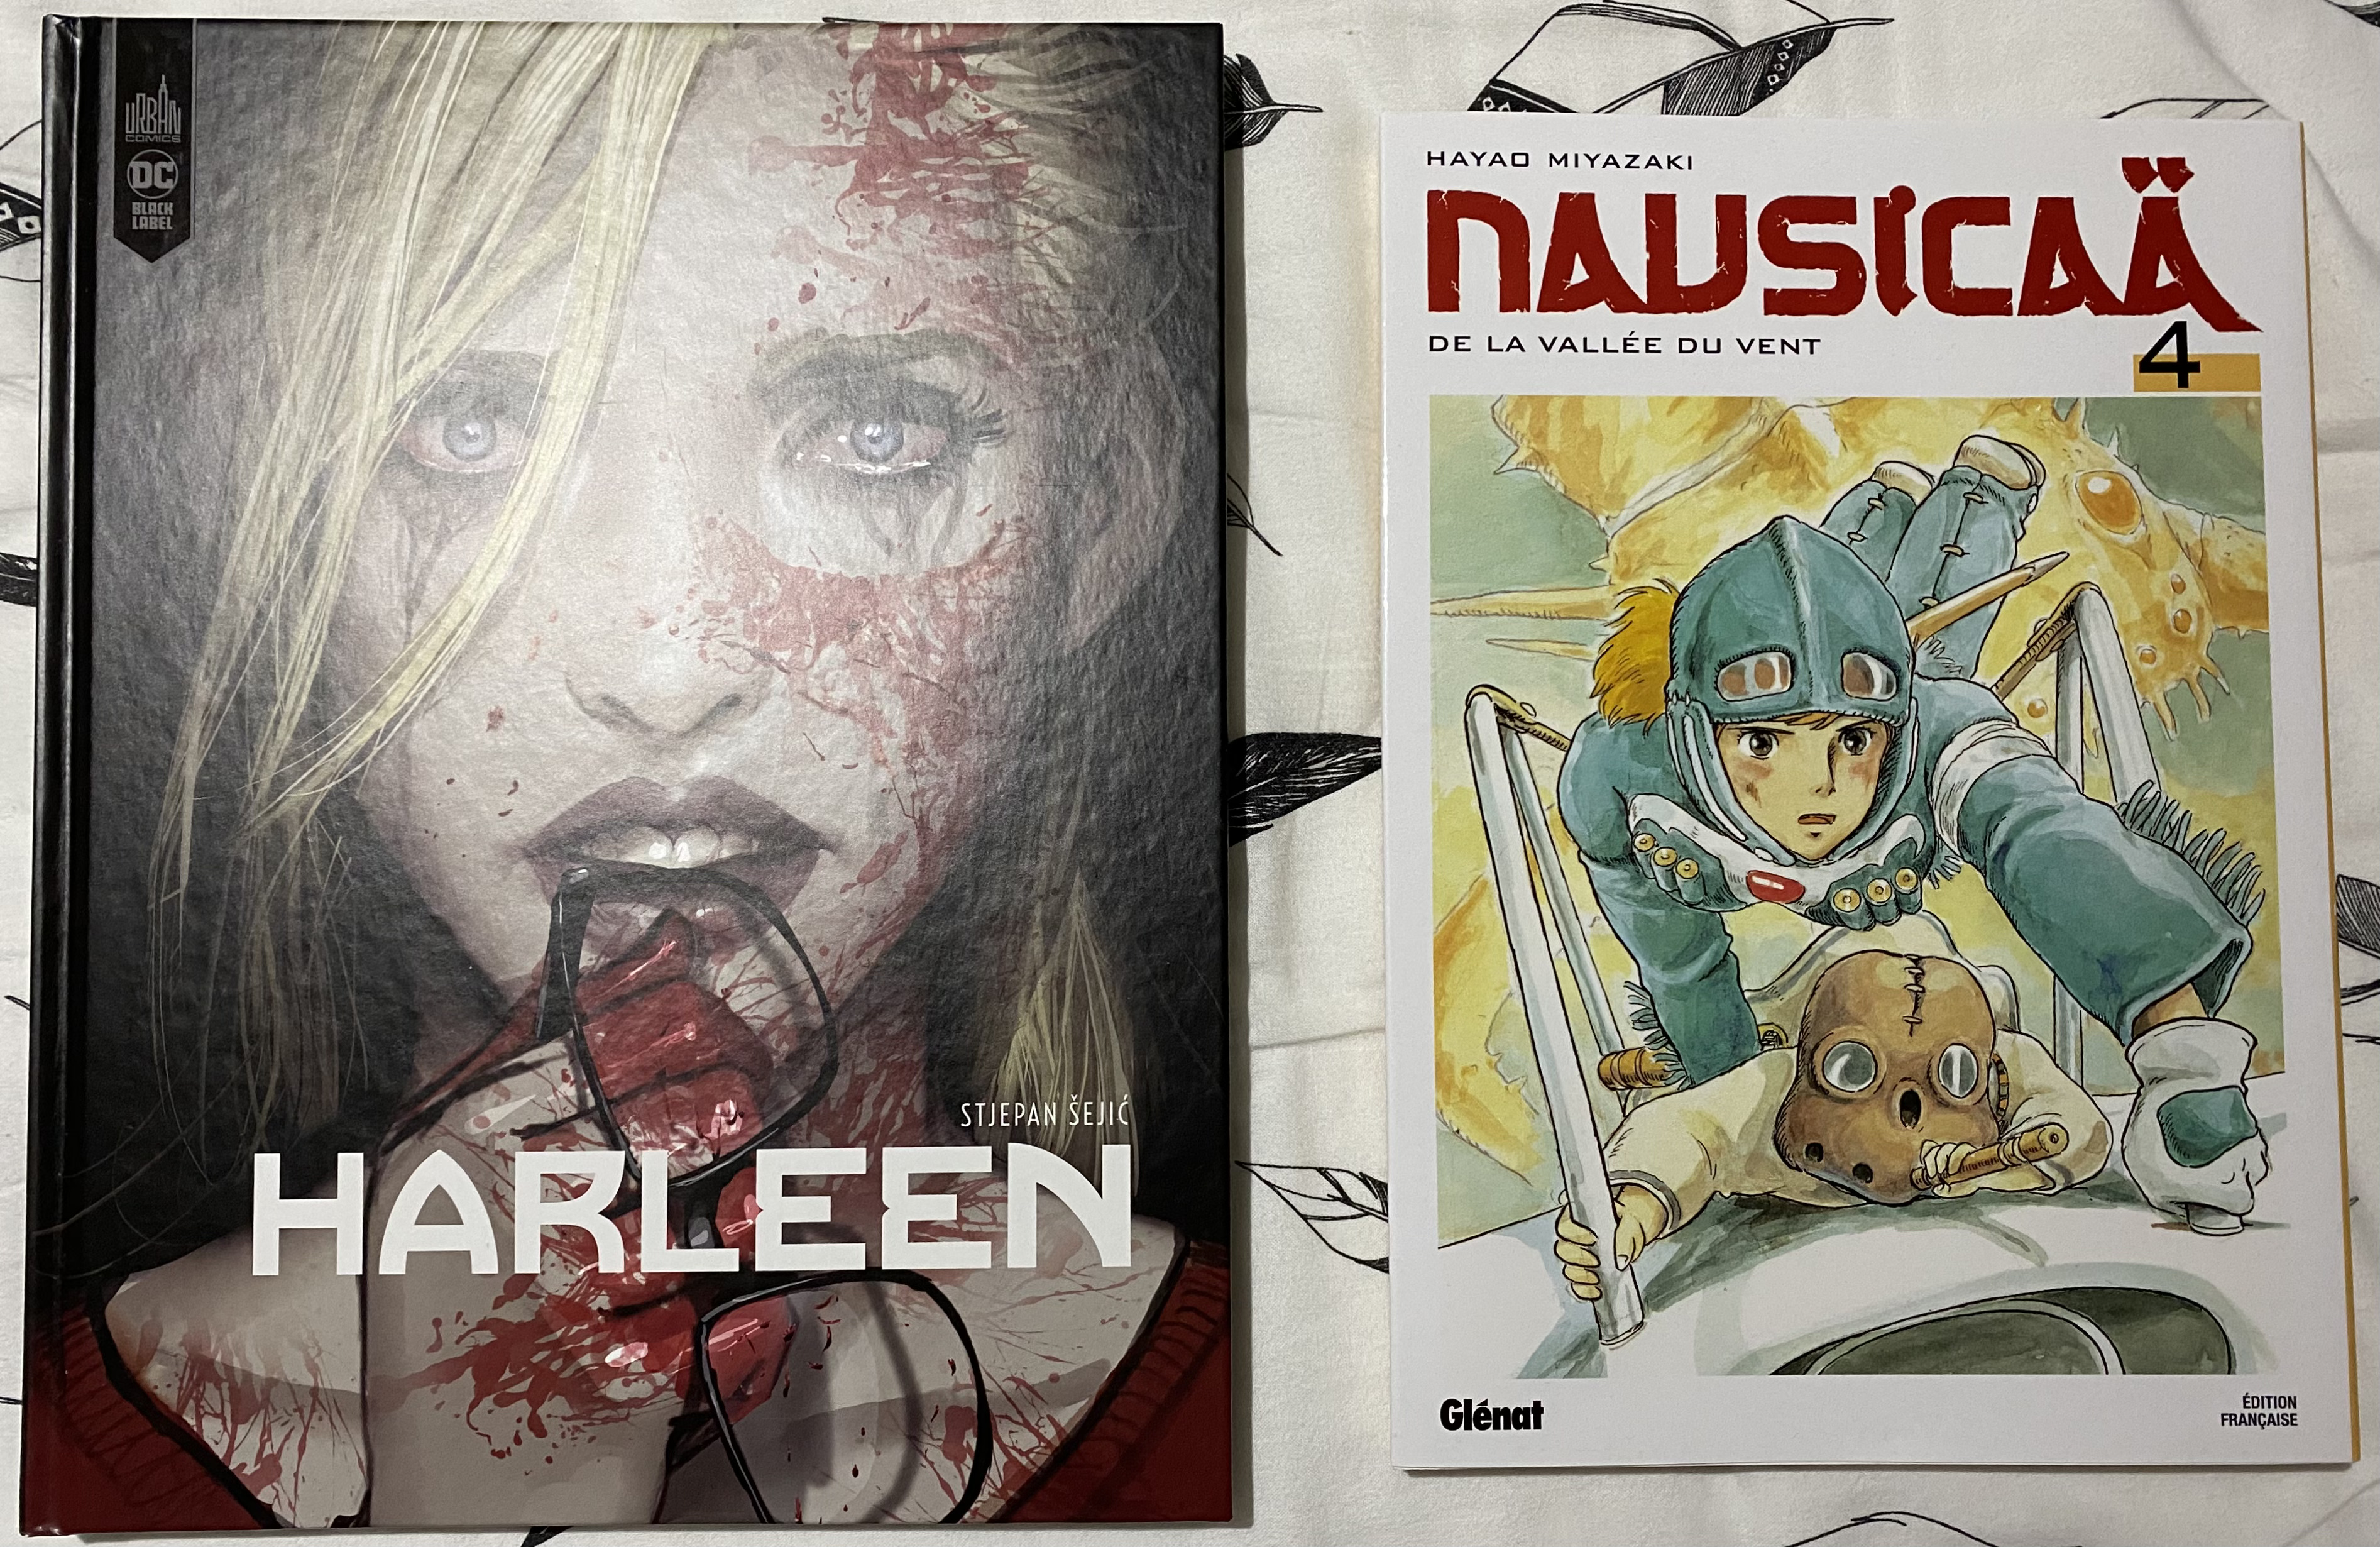 URBAN
COMICS
DC
BLACK
LABEL
STJEPAN ŠEJIĆ
HARLEEN
HAYAO MIYAZAKI
NAUSICAÄ
DE LA VALLÉE DU VENT
4
Glénat
ÉDITION
FRANÇAISE